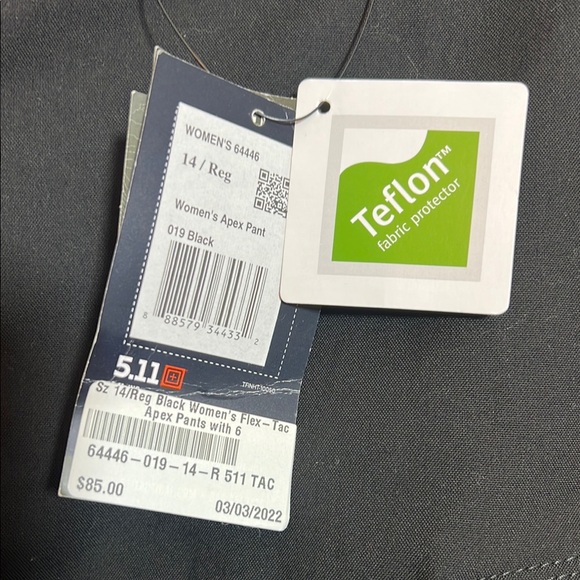 WOMEN'S 64446
14 / Reg
Women's Apex Pant
019 Black
8 88579 34433 2
5.11
Sz 14/Reg Black Women's Flex-Tac
Apex Pants with 6
64446-019-14-R 511 TAC
$85.00
03/03/2022
Teflon™
fabric protector